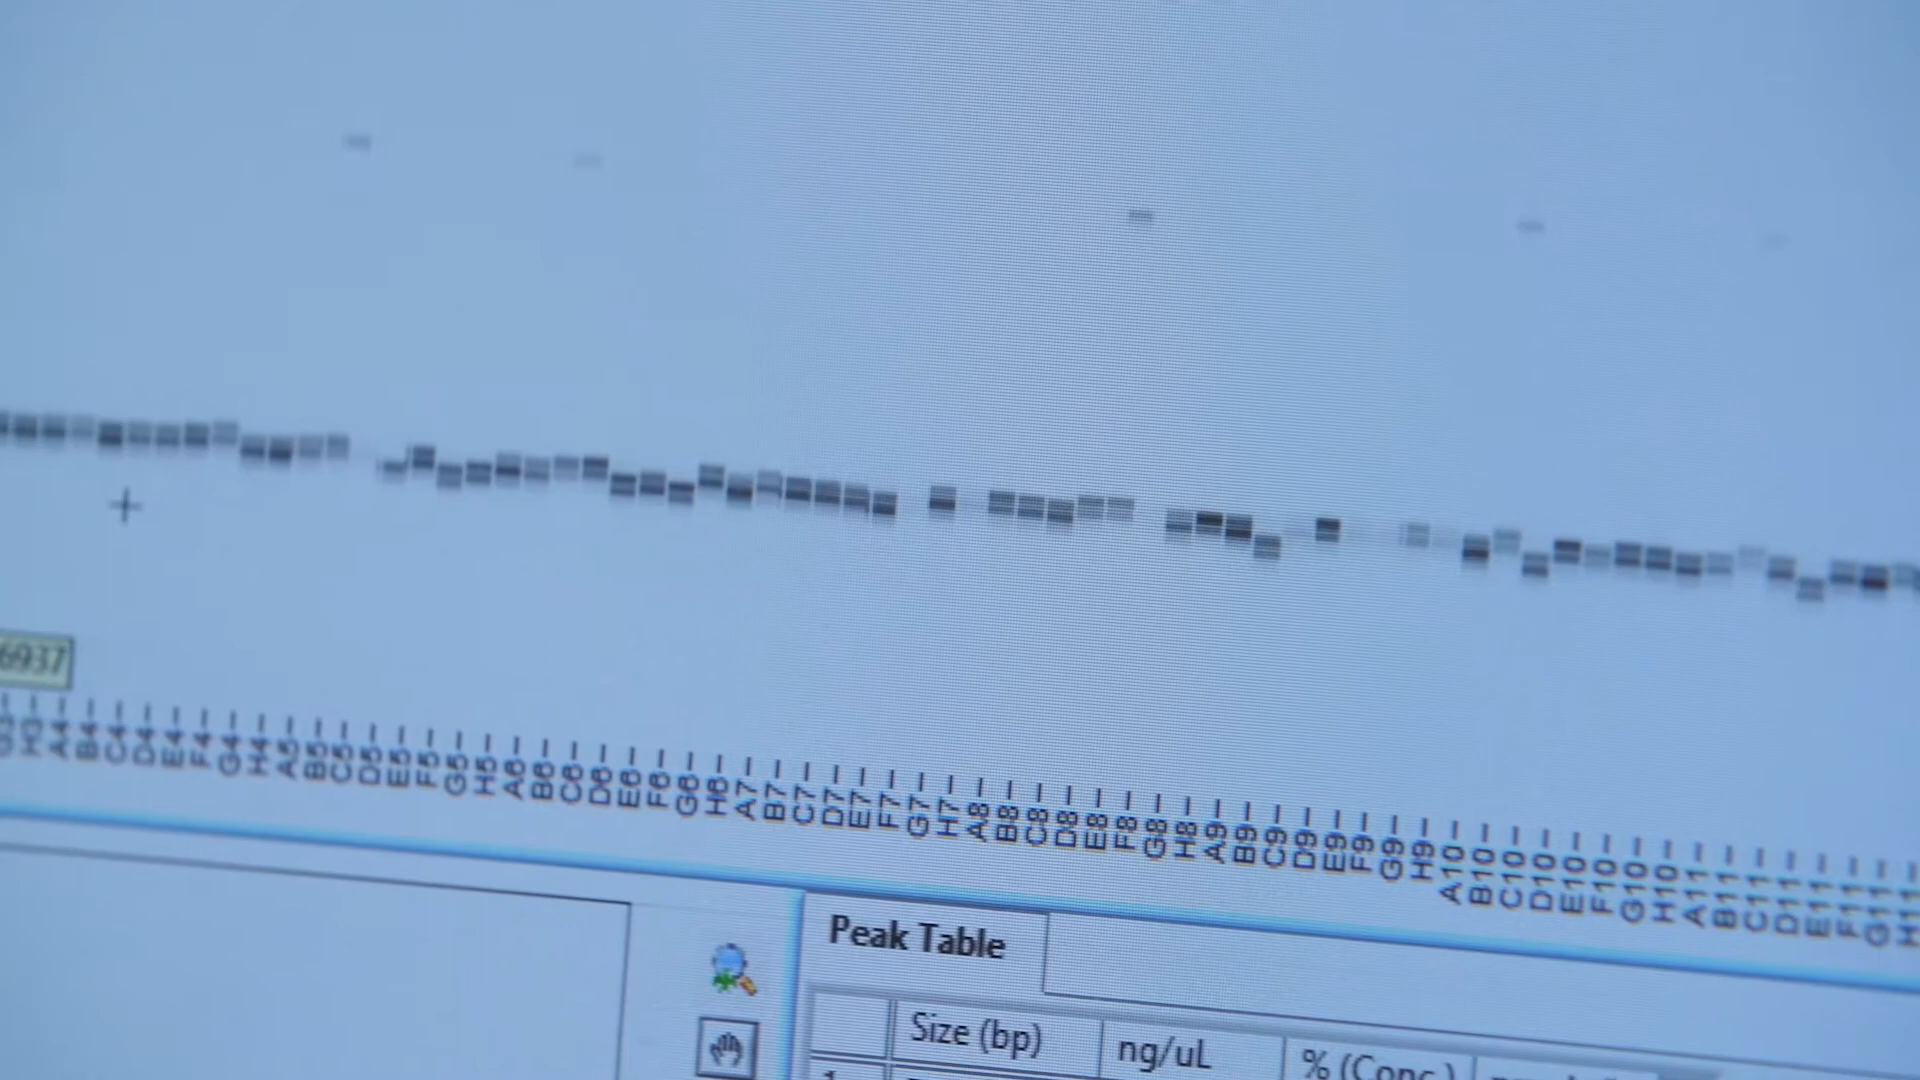 6937
H3-
A4-
B4-
C4-
D4-
E4-
F4-
G4-
H4-
A5-
B5-
C5-
D5-
E5-
F5-
G5-
H5-
A6-
B6-
C6-
D6-
E6-
F6-
G6-
H6-
A7-
B7-
C7-
D7-
E7-
F7-
G7-
H7-
A8-
B8-
C8-
D8-
E8-
F8-
G8-
H8-
A9-
B9-
C9-
D9-
E9-
F9-
G9-
H9-
A10-
B10-
C10-
D10-
E10-
F10-
G10-
H10-
A11-
B11-
C11-
D11-
E11-
F11-
G11-
H11-
Peak Table
Size (bp)
ng/uL
% (Conc.)